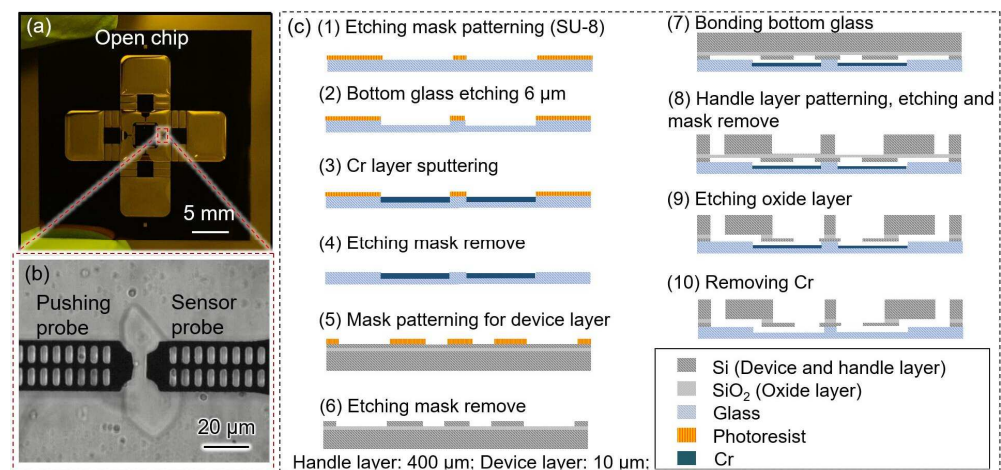 (a)
Open chip
5 mm
(b)
Pushing
probe
Sensor
probe
20 μm
(c) (1) Etching mask patterning (SU-8)
(2) Bottom glass etching 6 μm
(3) Cr layer sputtering
(4) Etching mask remove
(5) Mask patterning for device layer
(6) Etching mask remove
Handle layer: 400 μm; Device layer: 10 μm;
(7) Bonding bottom glass
(8) Handle layer patterning, etching and
mask remove
(9) Etching oxide layer
(10) Removing Cr
Si (Device and handle layer)
SiO₂ (Oxide layer)
Glass
Photoresist
Cr